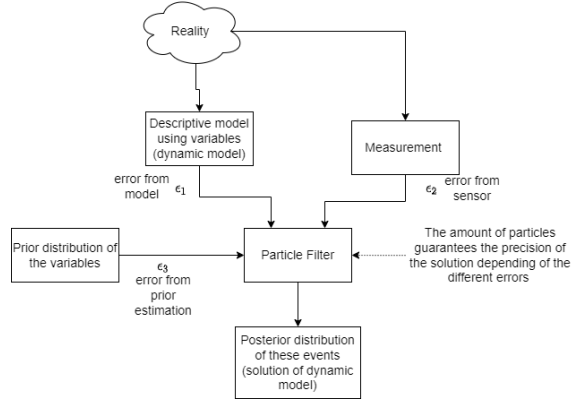 Reality
Descriptive model
using variables
(dynamic model)
Measurement
error from
model ϵ₁
ϵ₂ error from
sensor
Prior distribution of
the variables
ϵ₃
error from
prior
estimation
Particle Filter
The amount of particles
guarantees the precision of
the solution depending of the
different errors
Posterior distribution
of these events
(solution of dynamic
model)